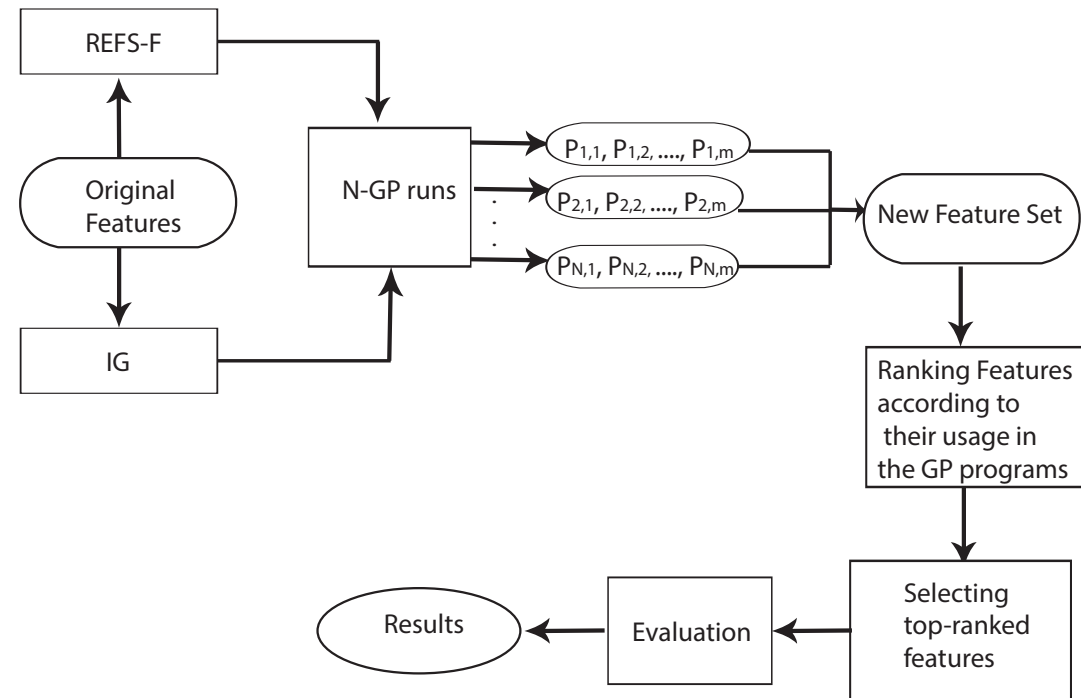 REFS-F
Original
Features
IG
N-GP runs
P1,1, P1,2, ...., P1,m
P2,1, P2,2, ...., P2,m
PN,1, PN,2, ...., PN,m
New Feature Set
Ranking Features
according to
their usage in
the GP programs
Selecting
top-ranked
features
Evaluation
Results